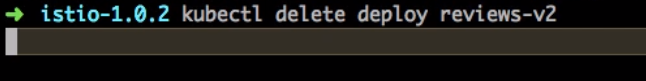 ➜ istio-1.0.2 kubectl delete deploy reviews-v2